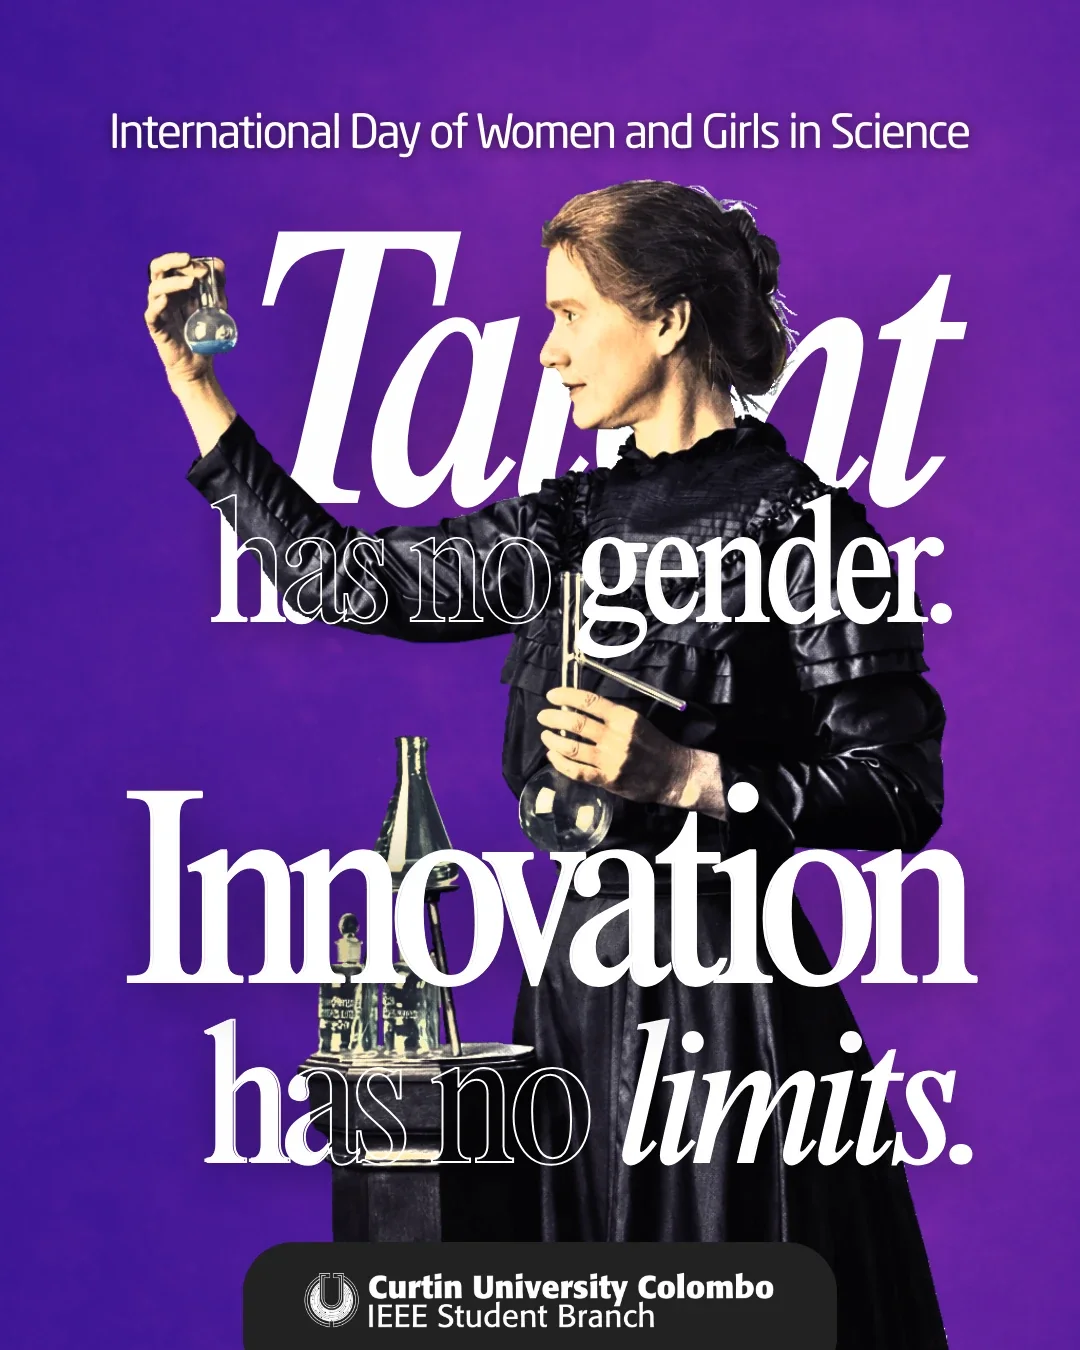 International Day of Women and Girls in Science
Talent
has no gender.
Innovation
has no limits.
Curtin University Colombo
IEEE Student Branch